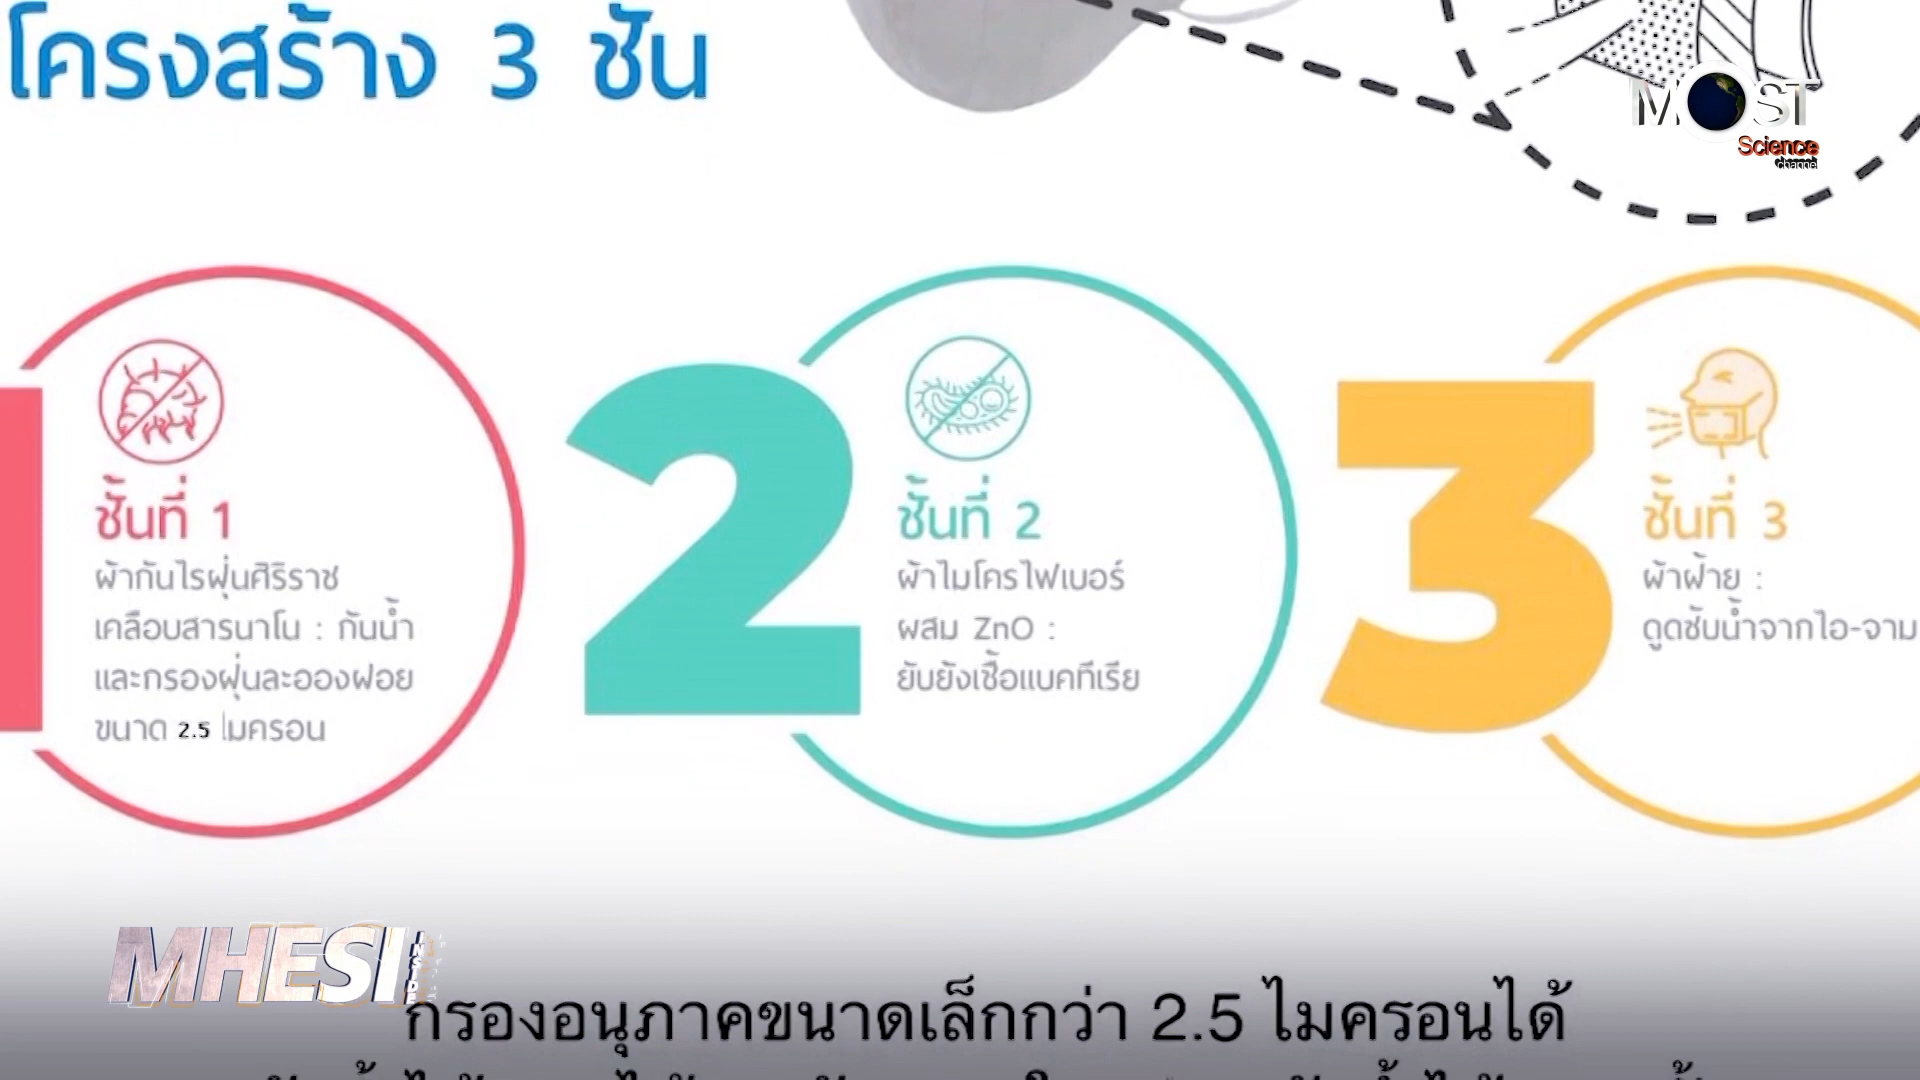 โครงสร้าง 3 ชั้น
MOST
Science
channel
1
ชั้นที่ 1
ผ้ากันไรฝุ่นศิริราช
เคลือบสารนาโน : กันน้ำ
และกรองฝุ่นละอองฝอย
ขนาด 2.5 ไมครอน
2
ชั้นที่ 2
ผ้าไมโครไฟเบอร์
ผสม ZnO :
ยับยั้งเชื้อแบคทีเรีย
3
ชั้นที่ 3
ผ้าฝ้าย :
ดูดซับน้ำจากไอ-จาม
MHESI
INSIDE
กรองอนุภาคขนาดเล็กกว่า 2.5 ไมครอนได้